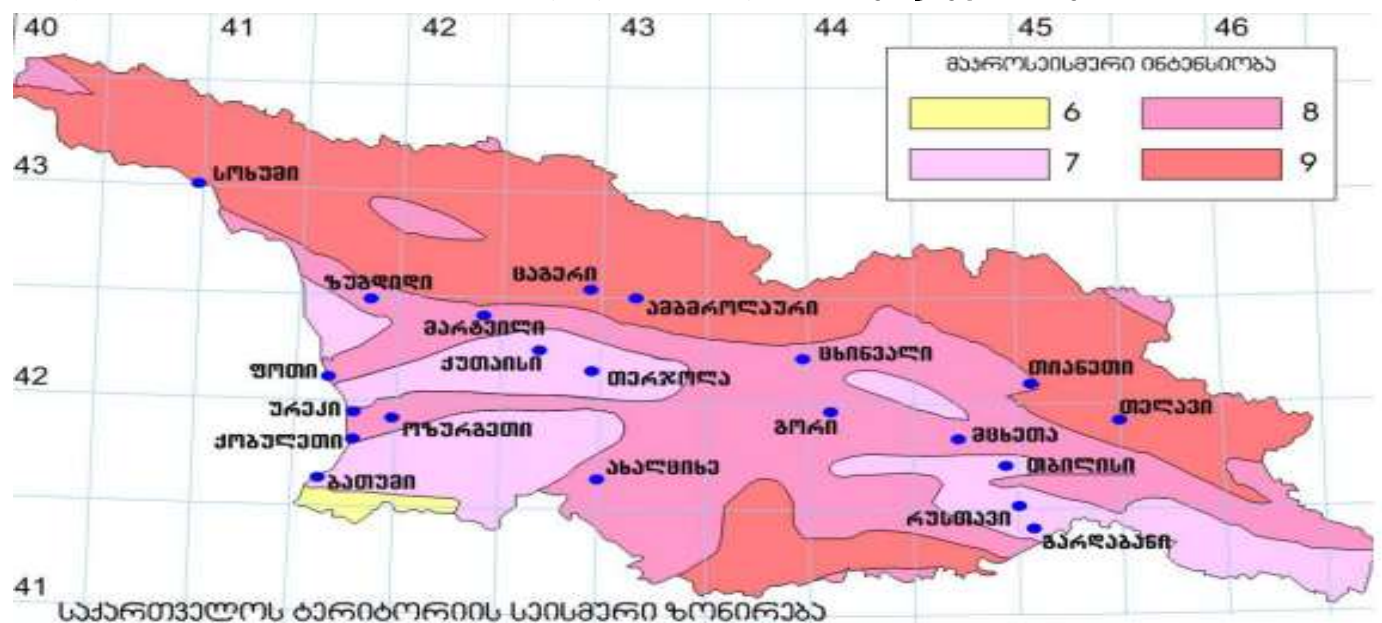 40 41 42 43 44 45 46
მაკროსეისმური ინტენსიობა
6 8
7 9
43
სოხუმი
ზუგდიდი
ცაგერი
ამბმროლაური
მარტვილი
ქუთაისი
თერჯოლა
ცხინვალი
თიანეთი
42
ფოთი
თელავი
ურეკი
ოზურგეთი
გორი
ქობულეთი
მცხეთა
ახალციხე
თბილისი
ბათუმი
რუსთავი
გარდაბანი
41
საქართველოს ტერიტორიის სეისმური ზონირება